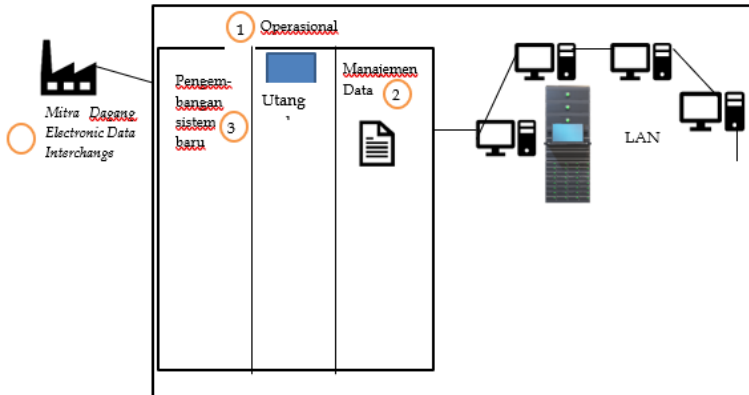 1 Operasional
Mitra Dagang
Electronic Data
Interchange
Pengem-
bangan
sistem
baru
3
Utang
Manajemen
Data
2
LAN